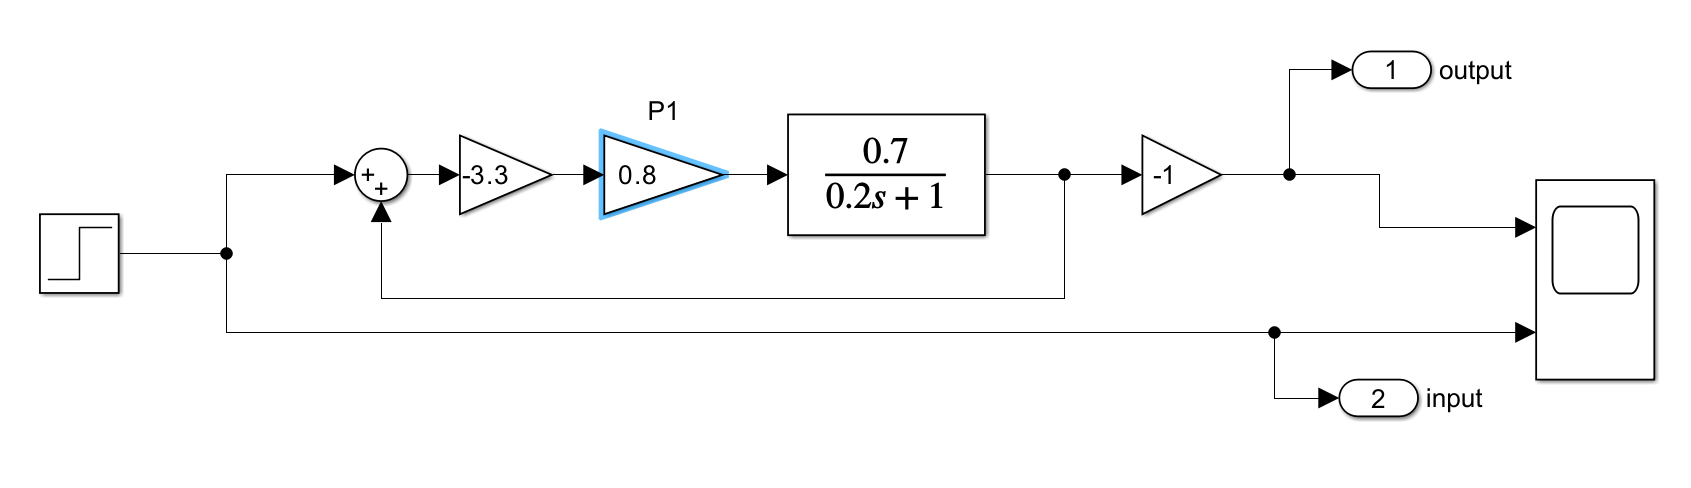 P1
+
+
-3.3
0.8
0.7
0.2s + 1
-1
1 output
2 input